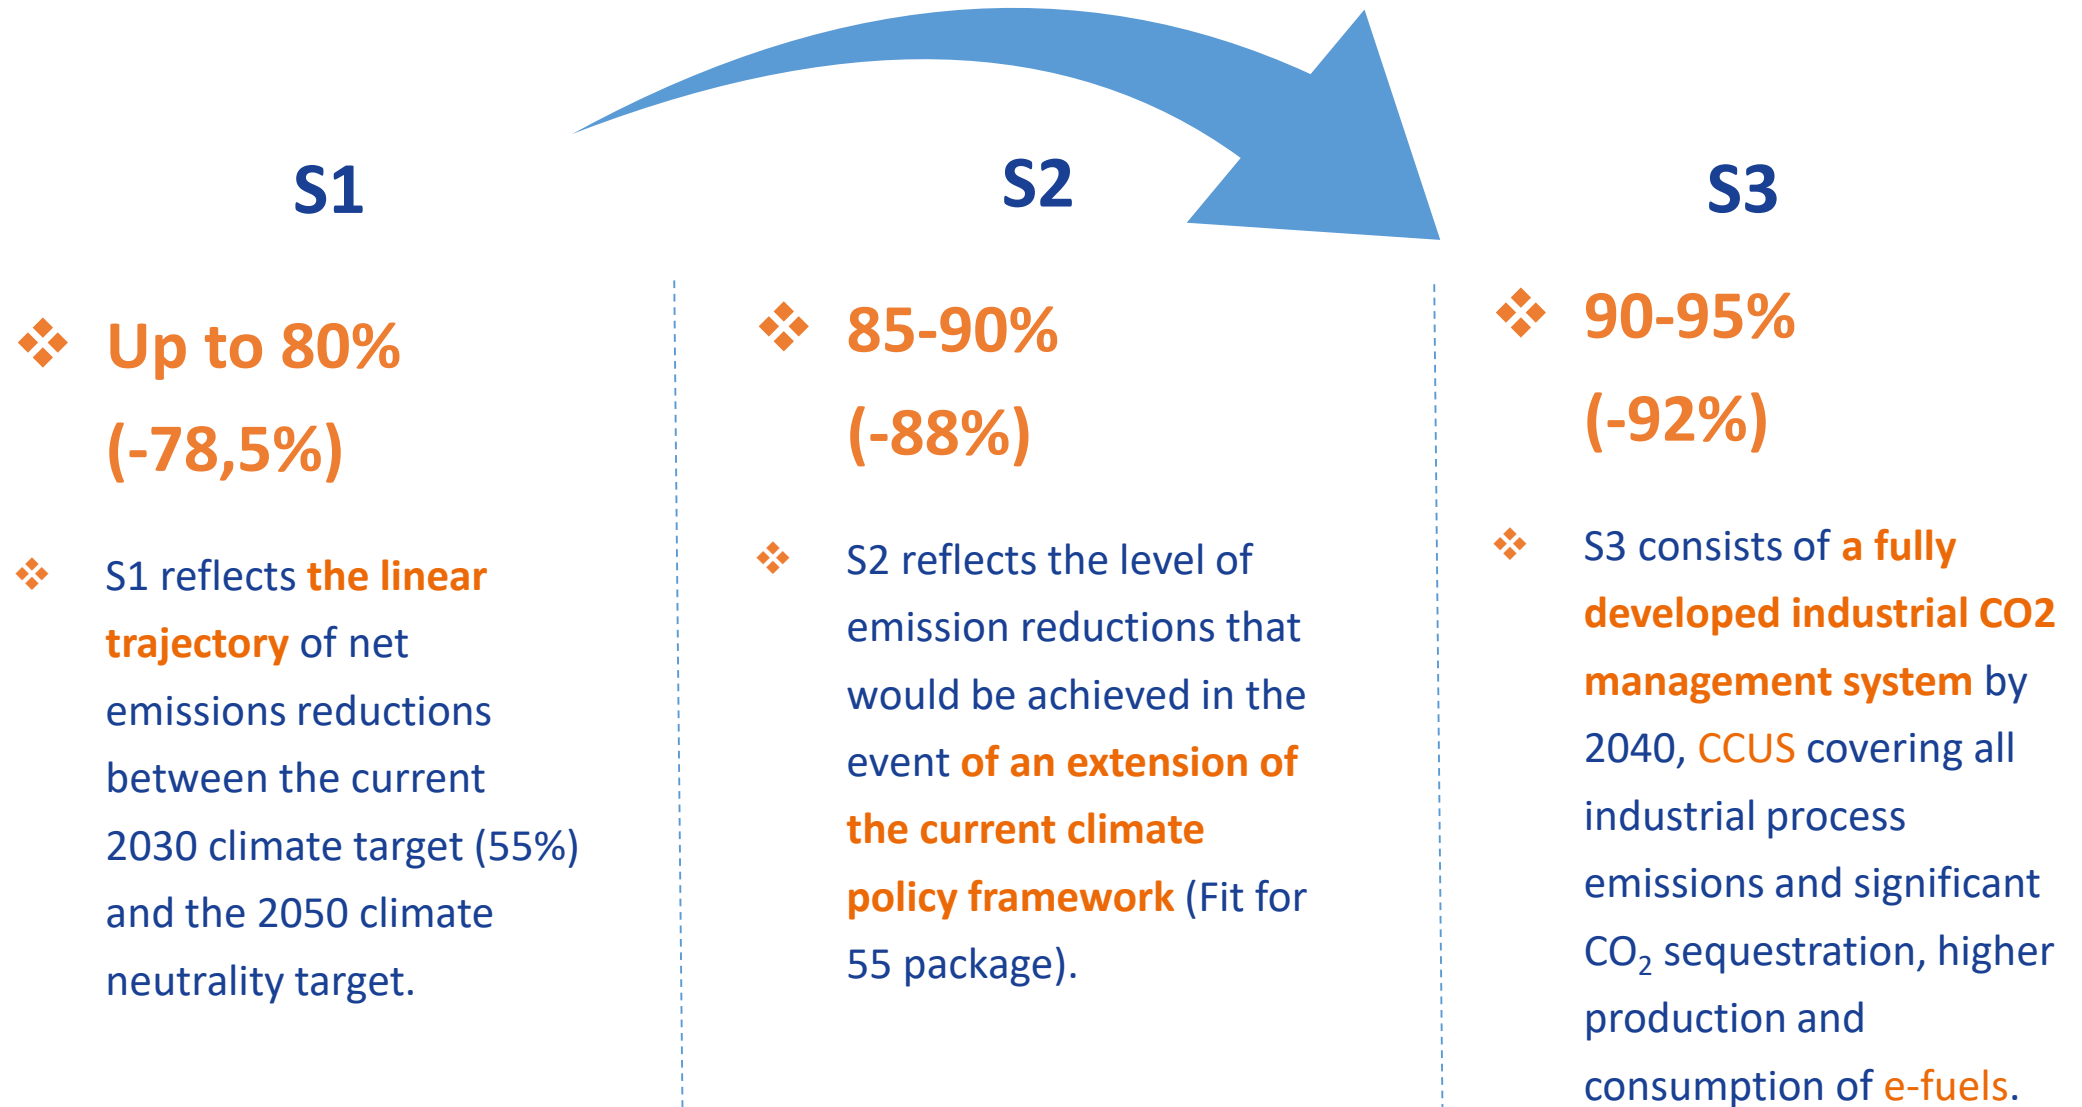 S1
Up to 80%
(-78,5%)
S1 reflects the linear
trajectory of net
emissions reductions
between the current
2030 climate target (55%)
and the 2050 climate
neutrality target.
S2
85-90%
(-88%)
S2 reflects the level of
emission reductions that
would be achieved in the
event of an extension of
the current climate
policy framework (Fit for
55 package).
S3
90-95%
(-92%)
S3 consists of a fully
developed industrial CO2
management system by
2040, CCUS covering all
industrial process
emissions and significant
CO₂ sequestration, higher
production and
consumption of e-fuels.